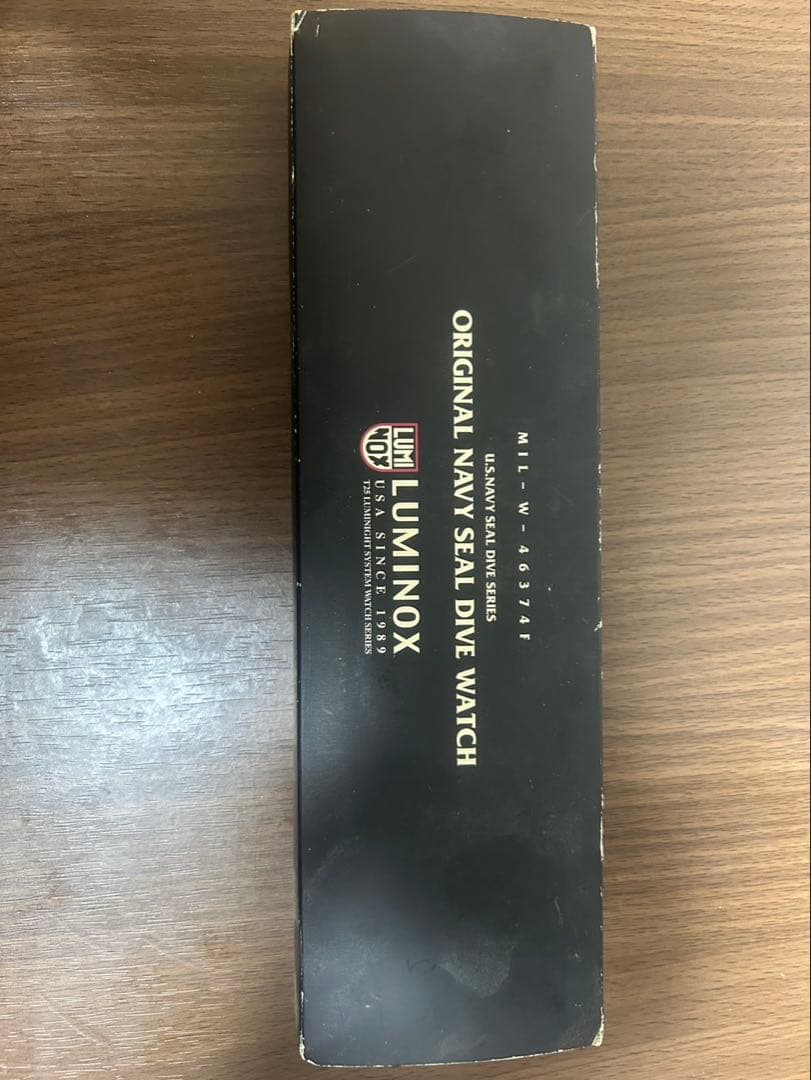 MIL-W-46374F
U.S.NAVY SEAL DIVE SERIES
ORIGINAL NAVY SEAL DIVE WATCH
LUMI
NOX
LUMINOX
USA SINCE 1989
T25 LUMINIGHT SYSTEM WATCH SERIES